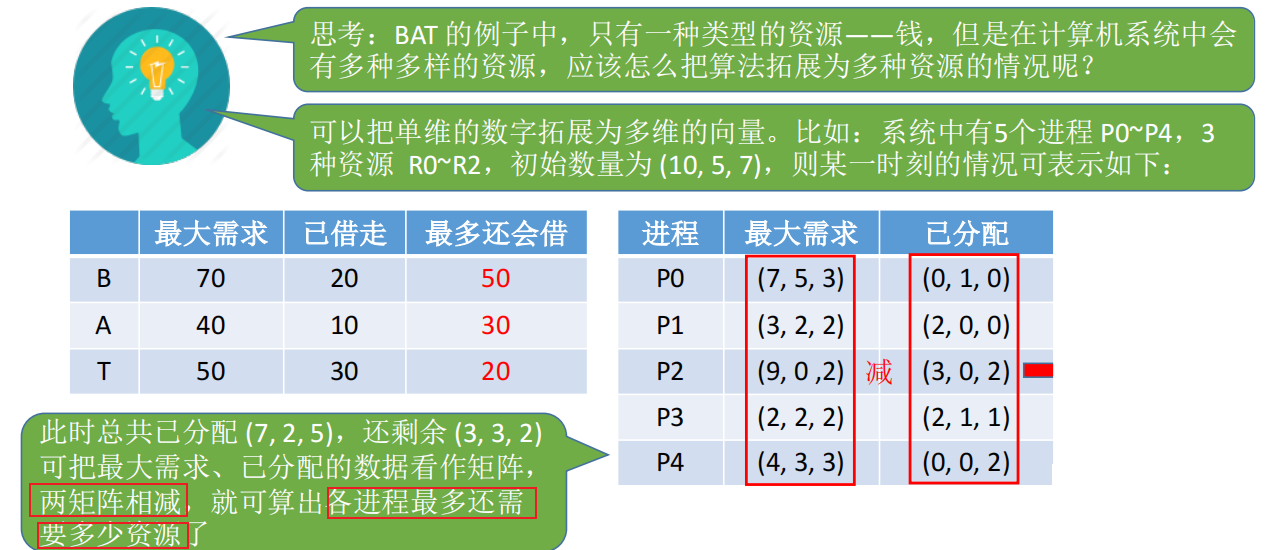 思考：BAT 的例子中，只有一种类型的资源——钱，但是在计算机系统中会
有多种多样的资源，应该怎么把算法拓展为多种资源的情况呢？
可以把单维的数字拓展为多维的向量。比如：系统中有5个进程 P0~P4，3
种资源 R0~R2，初始数量为 (10, 5, 7)，则某一时刻的情况可表示如下：
最大需求 已借走 最多还会借
B 70 20 50
A 40 10 30
T 50 30 20
进程 最大需求 已分配
P0 (7, 5, 3) (0, 1, 0)
P1 (3, 2, 2) (2, 0, 0)
P2 (9, 0 ,2) 减 (3, 0, 2)
P3 (2, 2, 2) (2, 1, 1)
P4 (4, 3, 3) (0, 0, 2)
此时总共已分配 (7, 2, 5)，还剩余 (3, 3, 2)
可把最大需求、已分配的数据看作矩阵，
两矩阵相减，就可算出各进程最多还需
要多少资源了